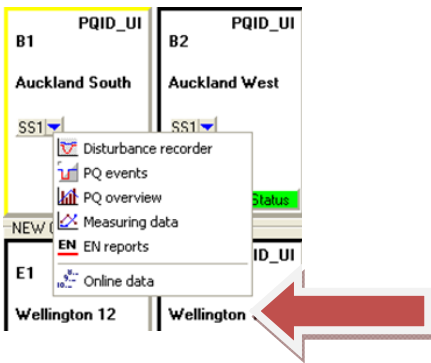 PQID_UI
PQID_UI
B1
B2
Auckland South
Auckland West
SS1
SS1
Disturbance recorder
PQ events
PQ overview
Status
Measuring data
NEW
EN EN reports
ID_UI
E1
Online data
Wellington 12
Wellington